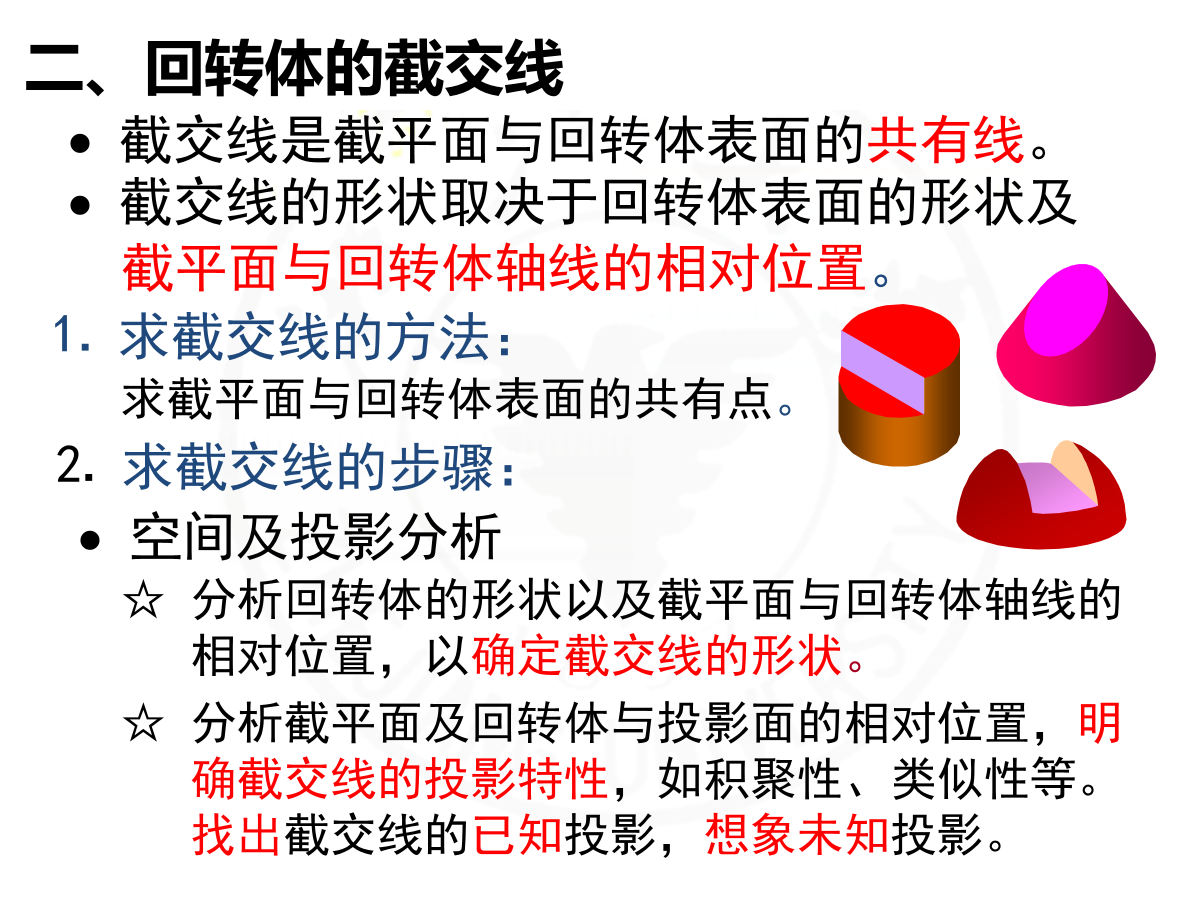 二、回转体的截交线
• 截交线是截平面与回转体表面的共有线。
• 截交线的形状取决于回转体表面的形状及
截平面与回转体轴线的相对位置。
1. 求截交线的方法：
求截平面与回转体表面的共有点。
2. 求截交线的步骤：
• 空间及投影分析
☆ 分析回转体的形状以及截平面与回转体轴线的
相对位置，以确定截交线的形状。
☆ 分析截平面及回转体与投影面的相对位置，明
确截交线的投影特性，如积聚性、类似性等。
找出截交线的已知投影，想象未知投影。